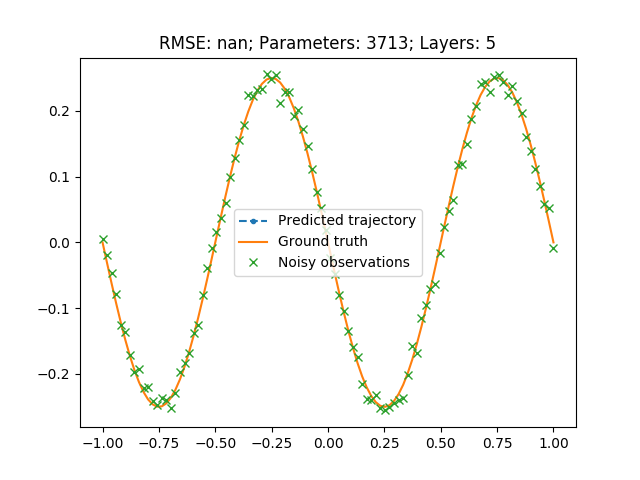 RMSE: nan; Parameters: 3713; Layers: 5
0.2
0.1
0.0
−0.1
−0.2
Predicted trajectory
Ground truth
Noisy observations
−1.00 −0.75 −0.50 −0.25 0.00 0.25 0.50 0.75 1.00